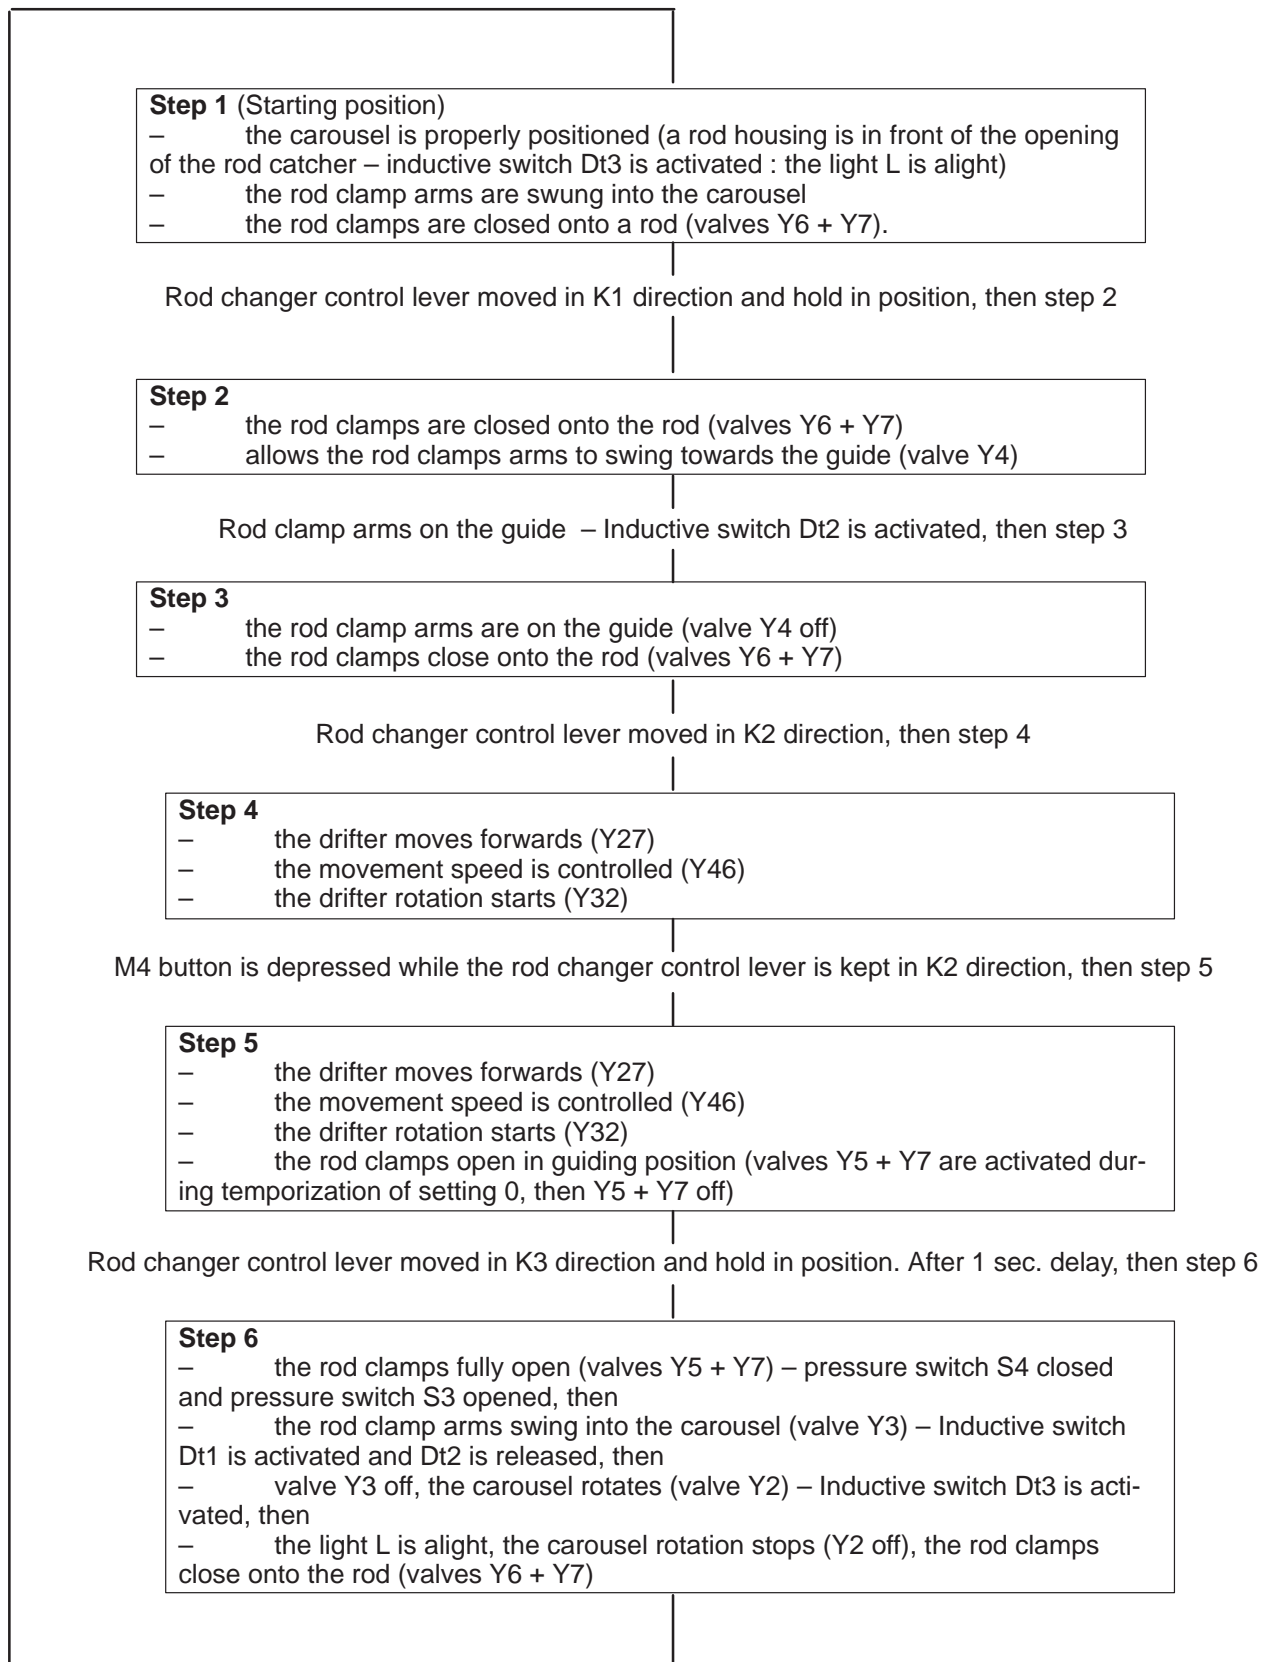 Step 1 (Starting position)
– the carousel is properly positioned (a rod housing is in front of the opening
of the rod catcher – inductive switch Dt3 is activated : the light L is alight)
– the rod clamp arms are swung into the carousel
– the rod clamps are closed onto a rod (valves Y6 + Y7).
Rod changer control lever moved in K1 direction and hold in position, then step 2
Step 2
– the rod clamps are closed onto the rod (valves Y6 + Y7)
– allows the rod clamps arms to swing towards the guide (valve Y4)
Rod clamp arms on the guide – Inductive switch Dt2 is activated, then step 3
Step 3
– the rod clamp arms are on the guide (valve Y4 off)
– the rod clamps close onto the rod (valves Y6 + Y7)
Rod changer control lever moved in K2 direction, then step 4
Step 4
– the drifter moves forwards (Y27)
– the movement speed is controlled (Y46)
– the drifter rotation starts (Y32)
M4 button is depressed while the rod changer control lever is kept in K2 direction, then step 5
Step 5
– the drifter moves forwards (Y27)
– the movement speed is controlled (Y46)
– the drifter rotation starts (Y32)
– the rod clamps open in guiding position (valves Y5 + Y7 are activated dur-
ing temporization of setting 0, then Y5 + Y7 off)
Rod changer control lever moved in K3 direction and hold in position. After 1 sec. delay, then step 6
Step 6
– the rod clamps fully open (valves Y5 + Y7) – pressure switch S4 closed
and pressure switch S3 opened, then
– the rod clamp arms swing into the carousel (valve Y3) – Inductive switch
Dt1 is activated and Dt2 is released, then
– valve Y3 off, the carousel rotates (valve Y2) – Inductive switch Dt3 is acti-
vated, then
– the light L is alight, the carousel rotation stops (Y2 off), the rod clamps
close onto the rod (valves Y6 + Y7)